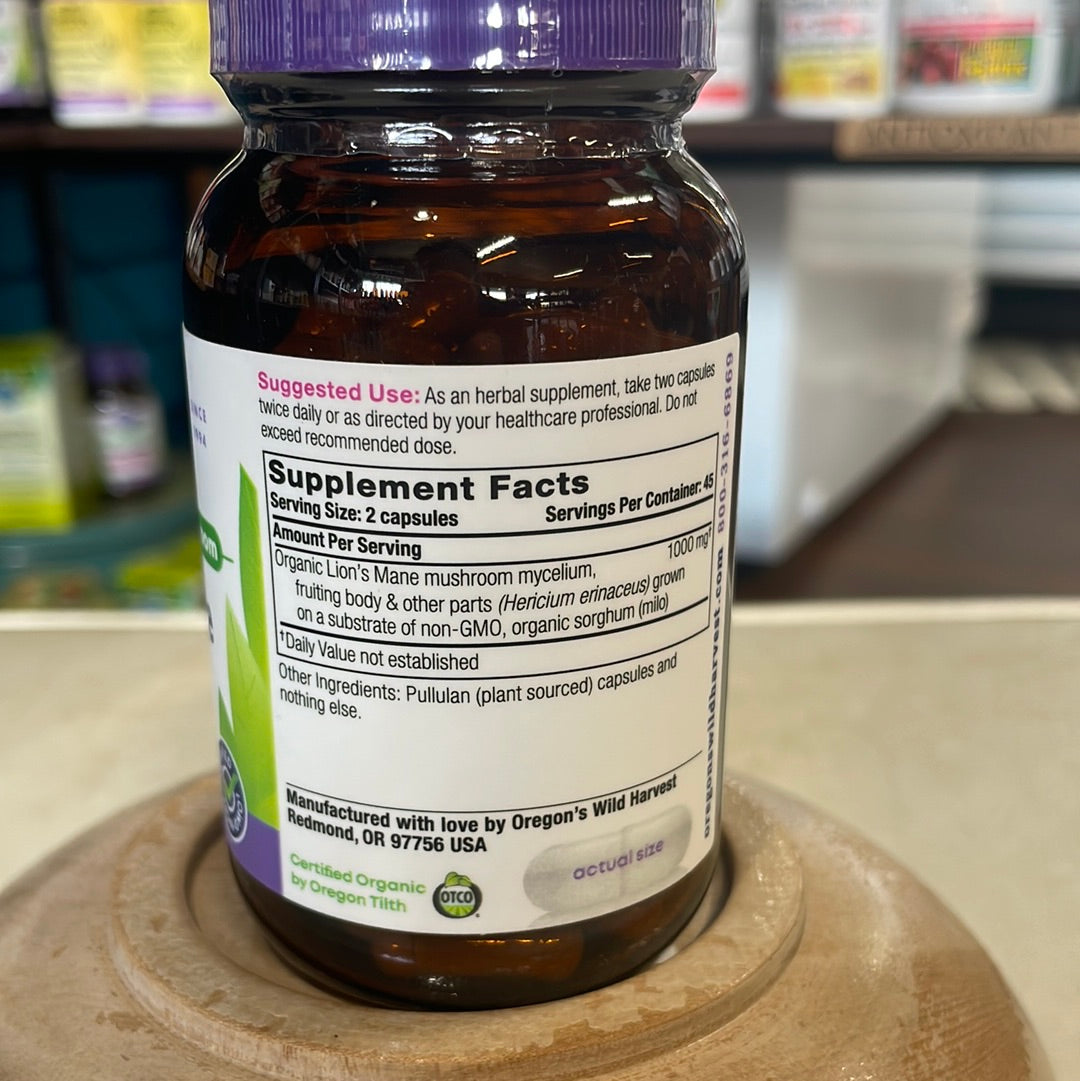 ANTIOXIDANT
Suggested Use: As an herbal supplement, take two capsules
twice daily or as directed by your healthcare professional. Do not
exceed recommended dose.
Supplement Facts
Serving Size: 2 capsules Servings Per Container: 45
Amount Per Serving
1000 mg†
Organic Lion's Mane mushroom mycelium,
fruiting body & other parts (Hericium erinaceus) grown
on a substrate of non-GMO, organic sorghum (milo)
†Daily Value not established
Other Ingredients: Pullulan (plant sourced) capsules and
nothing else.
Manufactured with love by Oregon's Wild Harvest
Redmond, OR 97756 USA
Certified Organic
by Oregon Tilth
OTCO
actual size
oregonswildharvest.com 800-316-6869